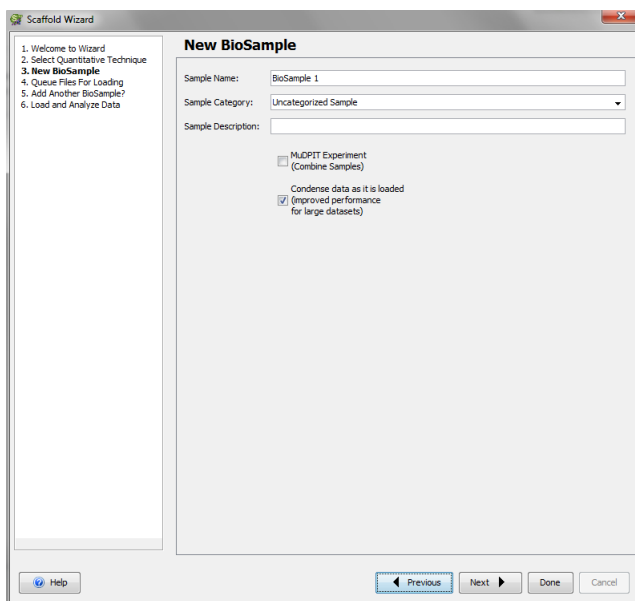 Scaffold Wizard
1. Welcome to Wizard
2. Select Quantitative Technique
3. New BioSample
4. Queue Files For Loading
5. Add Another BioSample?
6. Load and Analyze Data
New BioSample
Sample Name: BioSample 1
Sample Category: Uncategorized Sample
Sample Description:
MuDPIT Experiment
(Combine Samples)
Condense data as it is loaded
(improved performance
for large datasets)
Help
Previous
Next
Done
Cancel